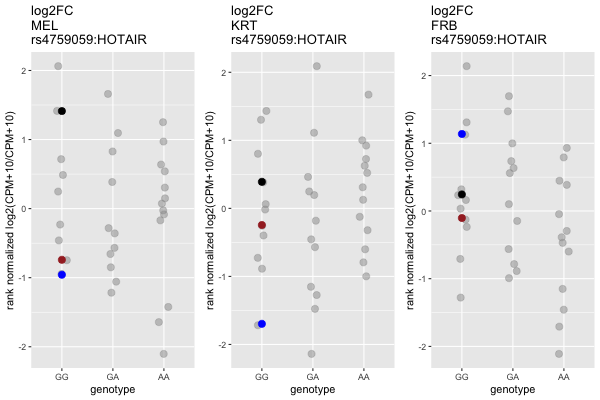 log2FC
MEL
rs4759059:HOTAIR
rank normalized log2(CPM+10/CPM+10)
2
1
0
-1
-2
GG
GA
AA
genotype
log2FC
KRT
rs4759059:HOTAIR
rank normalized log2(CPM+10/CPM+10)
2
1
0
-1
-2
GG
GA
AA
genotype
log2FC
FRB
rs4759059:HOTAIR
rank normalized log2(CPM+10/CPM+10)
2
1
0
-1
-2
GG
GA
AA
genotype